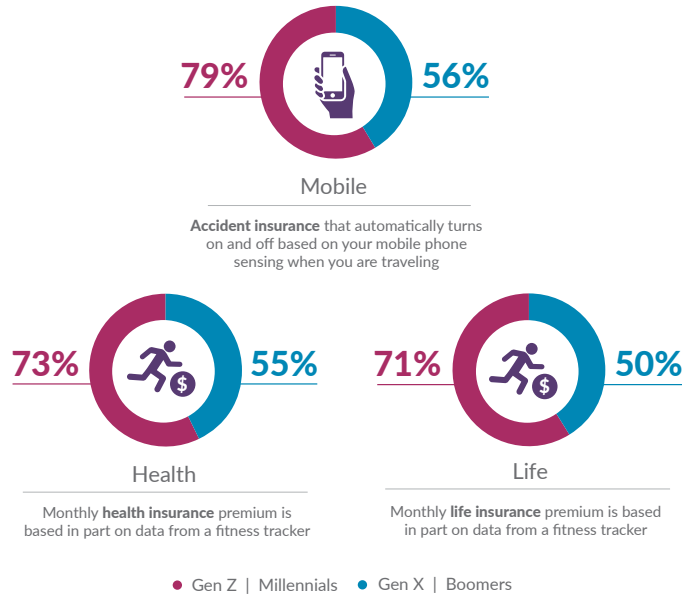 79%
56%
Mobile
Accident insurance that automatically turns
on and off based on your mobile phone
sensing when you are traveling
73%
55%
$
71%
50%
$
Health
Monthly health insurance premium is
based in part on data from a fitness tracker
Life
Monthly life insurance premium is based
in part on data from a fitness tracker
Gen Z | Millennials
Gen X | Boomers